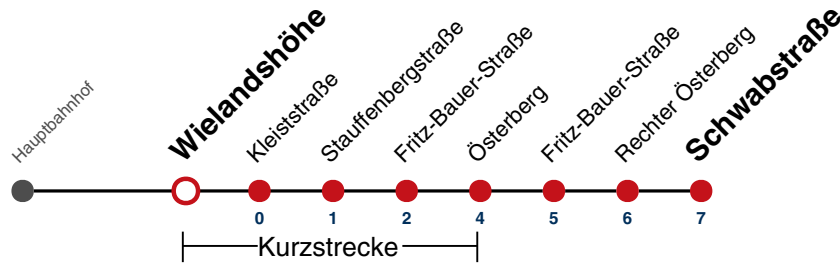 Hauptbahnhof
Wielandshöhe
Kleiststraße
Stauffenbergstraße
Fritz-Bauer-Straße
Österberg
Fritz-Bauer-Straße
Rechter Österberg
Schwabstraße
0 1 2 4 5 6 7
Kurzstrecke